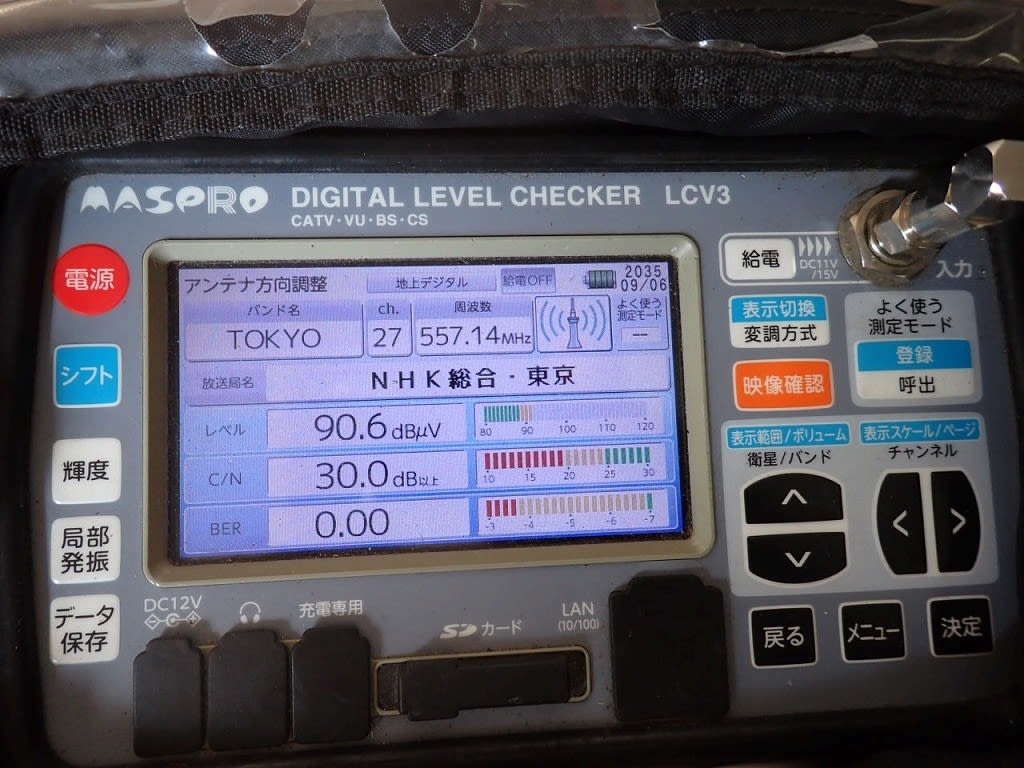 MASPRO DIGITAL LEVEL CHECKER LCV3
CATV・VU・BS・CS
電源
シフト
輝度
局部
発振
データ
保存
アンテナ方向調整 地上デジタル 給電OFF 2035
09/06
バンド名 ch. 周波数 よく使う
測定モード
TOKYO 27 557.14MHz --
放送局名 NHK総合・東京
レベル 90.6 dBμV
80 90 100 110 120
C/N 30.0 dB以上
10 15 20 25 30
BER 0.00
-3 -4 -5 -6 -7
給電 DC11V
/15V
入力
表示切換
変調方式
よく使う
測定モード
登録
呼出
映像確認
表示範囲/ボリューム
衛星/バンド
表示スケール/ページ
チャンネル
戻る メニュー 決定
DC12V
充電専用
SDカード
LAN
(10/100)